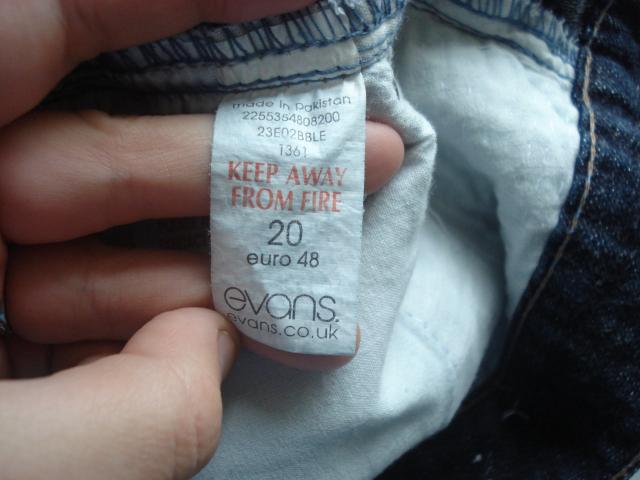 made in Pakistan
2255354808200
23E02BBLE
1361
KEEP AWAY
FROM FIRE
20
euro 48
evans.
evans.co.uk